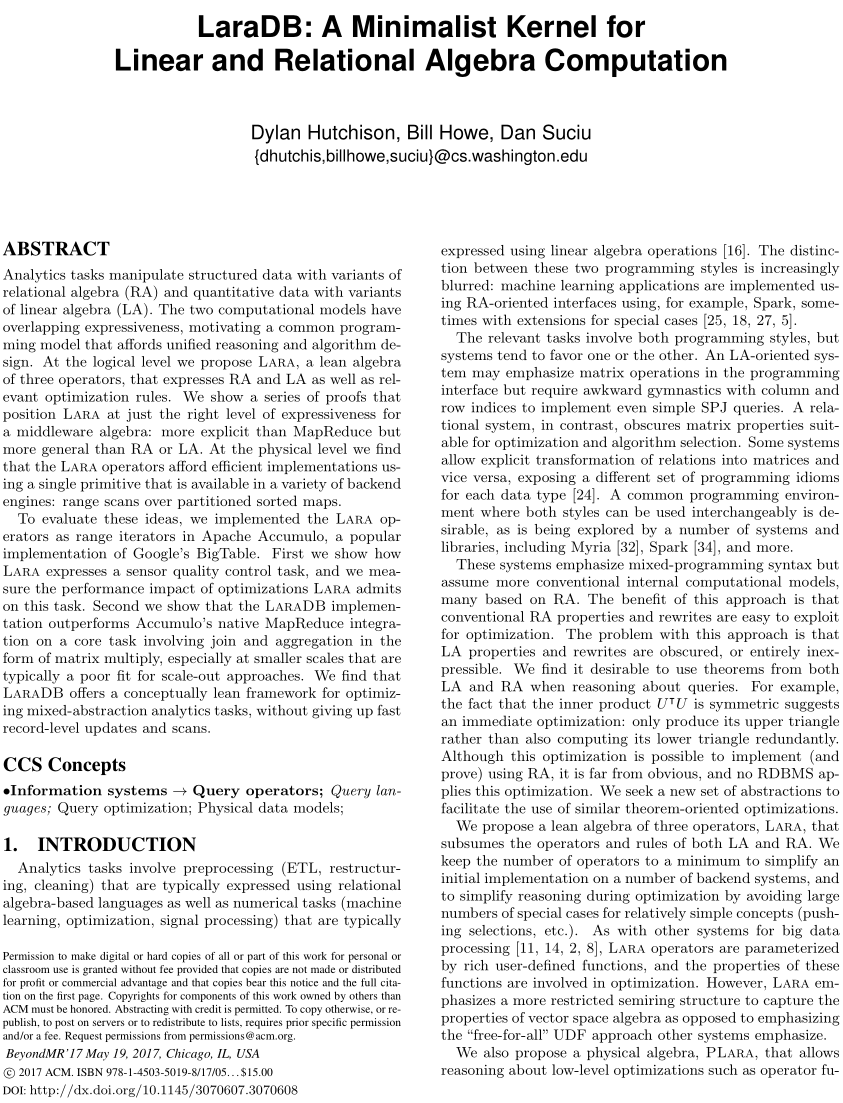 LaraDB: A Minimalist Kernel for
Linear and Relational Algebra Computation
Dylan Hutchison, Bill Howe, Dan Suciu
{dhutchis,billhowe,suciu}@cs.washington.edu
ABSTRACT
Analytics tasks manipulate structured data with variants of
relational algebra (RA) and quantitative data with variants
of linear algebra (LA). The two computational models have
overlapping expressiveness, motivating a common program-
ming model that affords unified reasoning and algorithm de-
sign. At the logical level we propose LARA, a lean algebra
of three operators, that expresses RA and LA as well as rel-
evant optimization rules. We show a series of proofs that
position LARA at just the right level of expressiveness for
a middleware algebra: more explicit than MapReduce but
more general than RA or LA. At the physical level we find
that the LARA operators afford efficient implementations us-
ing a single primitive that is available in a variety of backend
engines: range scans over partitioned sorted maps.
To evaluate these ideas, we implemented the LARA op-
erators as range iterators in Apache Accumulo, a popular
implementation of Google's BigTable. First we show how
LARA expresses a sensor quality control task, and we mea-
sure the performance impact of optimizations LARA admits
on this task. Second we show that the LARADB implemen-
tation outperforms Accumulo's native MapReduce integra-
tion on a core task involving join and aggregation in the
form of matrix multiply, especially at smaller scales that are
typically a poor fit for scale-out approaches. We find that
LARADB offers a conceptually lean framework for optimiz-
ing mixed-abstraction analytics tasks, without giving up fast
record-level updates and scans.
CCS Concepts
•Information systems → Query operators; Query lan-
guages; Query optimization; Physical data models;
1. INTRODUCTION
Analytics tasks involve preprocessing (ETL, restructur-
ing, cleaning) that are typically expressed using relational
algebra-based languages as well as numerical tasks (machine
learning, optimization, signal processing) that are typically
Permission to make digital or hard copies of all or part of this work for personal or
classroom use is granted without fee provided that copies are not made or distributed
for profit or commercial advantage and that copies bear this notice and the full cita-
tion on the first page. Copyrights for components of this work owned by others than
ACM must be honored. Abstracting with credit is permitted. To copy otherwise, or re-
publish, to post on servers or to redistribute to lists, requires prior specific permission
and/or a fee. Request permissions from permissions@acm.org.
BeyondMR'17 May 19, 2017, Chicago, IL, USA
© 2017 ACM. ISBN 978-1-4503-5019-8/17/05...$15.00
DOI: http://dx.doi.org/10.1145/3070607.3070608
expressed using linear algebra operations [16]. The distinc-
tion between these two programming styles is increasingly
blurred: machine learning applications are implemented us-
ing RA-oriented interfaces using, for example, Spark, some-
times with extensions for special cases [25, 18, 27, 5].
The relevant tasks involve both programming styles, but
systems tend to favor one or the other. An LA-oriented sys-
tem may emphasize matrix operations in the programming
interface but require awkward gymnastics with column and
row indices to implement even simple SPJ queries. A rela-
tional system, in contrast, obscures matrix properties suit-
able for optimization and algorithm selection. Some systems
allow explicit transformation of relations into matrices and
vice versa, exposing a different set of programming idioms
for each data type [24]. A common programming environ-
ment where both styles can be used interchangeably is de-
sirable, as is being explored by a number of systems and
libraries, including Myria [32], Spark [34], and more.
These systems emphasize mixed-programming syntax but
assume more conventional internal computational models,
many based on RA. The benefit of this approach is that
conventional RA properties and rewrites are easy to exploit
for optimization. The problem with this approach is that
LA properties and rewrites are obscured, or entirely inex-
pressible. We find it desirable to use theorems from both
LA and RA when reasoning about queries. For example,
the fact that the inner product U⊺U is symmetric suggests
an immediate optimization: only produce its upper triangle
rather than also computing its lower triangle redundantly.
Although this optimization is possible to implement (and
prove) using RA, it is far from obvious, and no RDBMS ap-
plies this optimization. We seek a new set of abstractions to
facilitate the use of similar theorem-oriented optimizations.
We propose a lean algebra of three operators, LARA, that
subsumes the operators and rules of both LA and RA. We
keep the number of operators to a minimum to simplify an
initial implementation on a number of backend systems, and
to simplify reasoning during optimization by avoiding large
numbers of special cases for relatively simple concepts (push-
ing selections, etc.). As with other systems for big data
processing [11, 14, 2, 8], LARA operators are parameterized
by rich user-defined functions, and the properties of these
functions are involved in optimization. However, LARA em-
phasizes a more restricted semiring structure to capture the
properties of vector space algebra as opposed to emphasizing
the “free-for-all” UDF approach other systems emphasize.
We also propose a physical algebra, PLARA, that allows
reasoning about low-level optimizations such as operator fu-